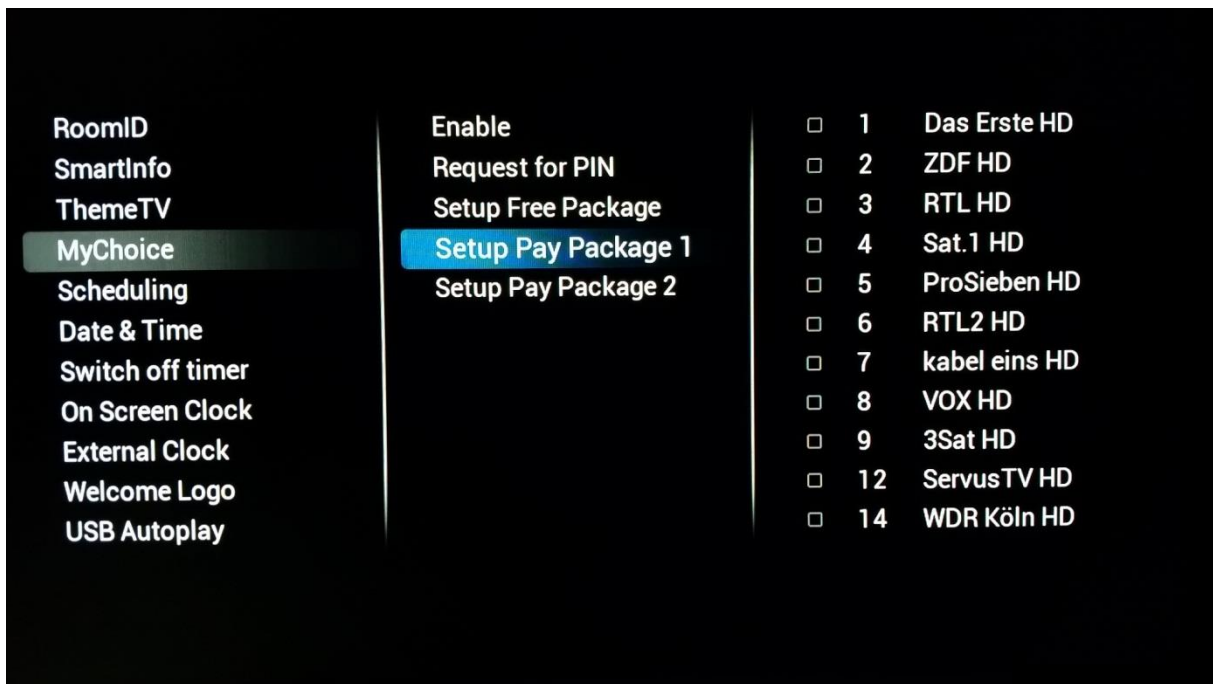 RoomID
SmartInfo
ThemeTV
MyChoice
Scheduling
Date & Time
Switch off timer
On Screen Clock
External Clock
Welcome Logo
USB Autoplay
Enable
Request for PIN
Setup Free Package
Setup Pay Package 1
Setup Pay Package 2
1 Das Erste HD
2 ZDF HD
3 RTL HD
4 Sat.1 HD
5 ProSieben HD
6 RTL2 HD
7 kabel eins HD
8 VOX HD
9 3Sat HD
12 ServusTV HD
14 WDR Köln HD